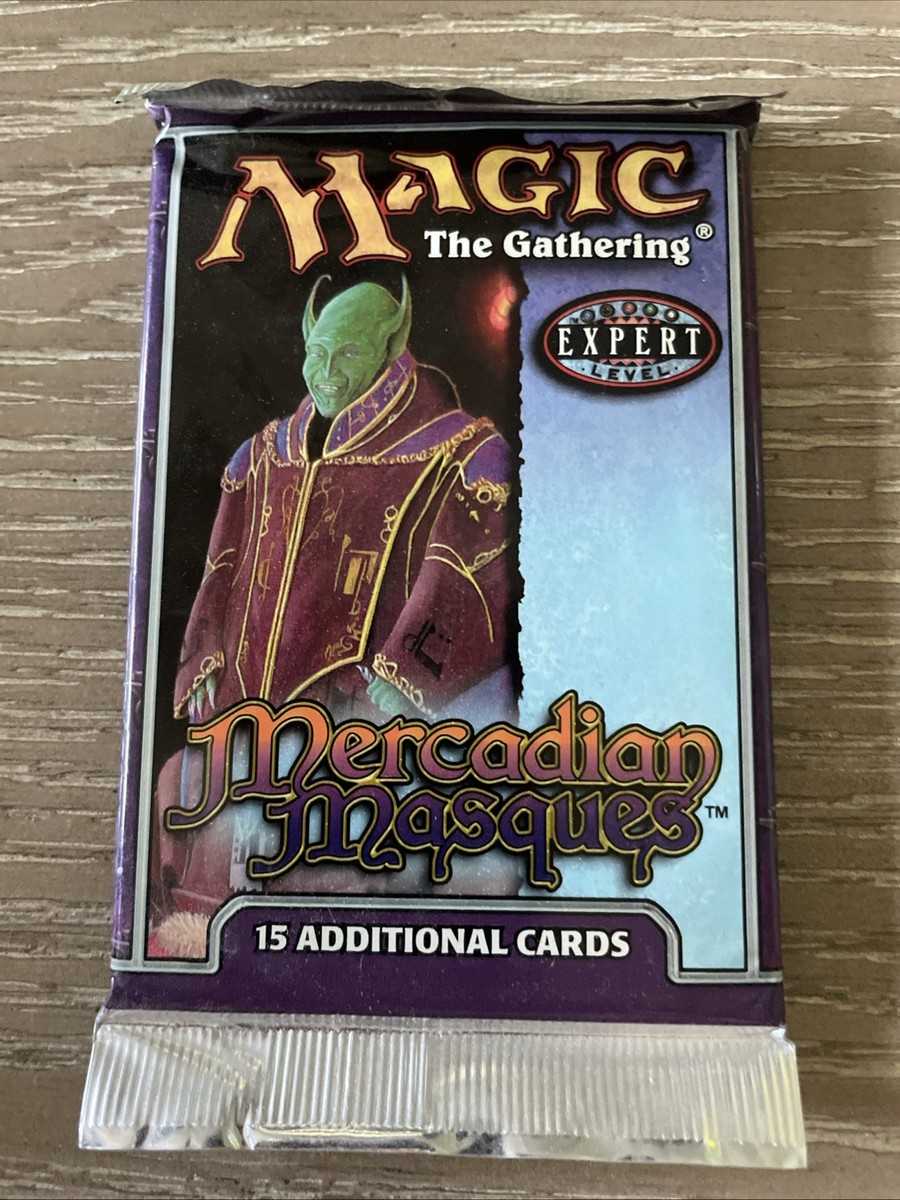 MAGIC
The Gathering®
EXPERT
LEVEL
Mercadian
Masques™
15 ADDITIONAL CARDS